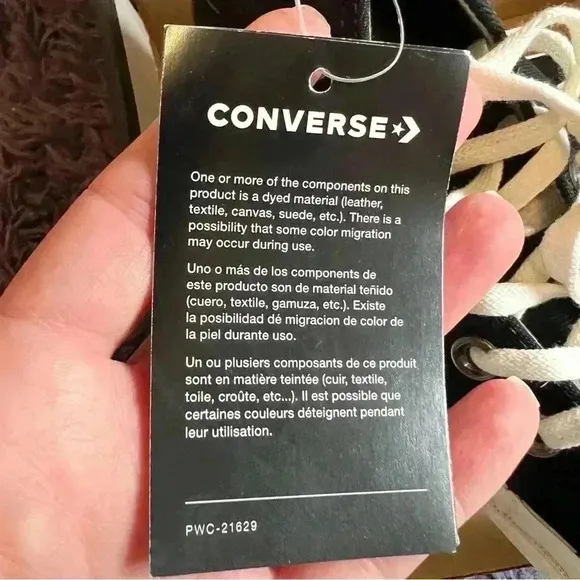 CONVERSE
One or more of the components on this
product is a dyed material (leather,
textile, canvas, suede, etc.). There is a
possibility that some color migration
may occur during use.
Uno o más de los components de
este producto son de material teñido
(cuero, textile, gamuza, etc.). Existe
la posibilidad dé migracion de color de
la piel durante uso.
Un ou plusiers composants de ce produit
sont en matière teintée (cuir, textile,
toile, croûte, etc...). Il est possible que
certaines couleurs déteignent pendant
leur utilisation.
PWC-21629